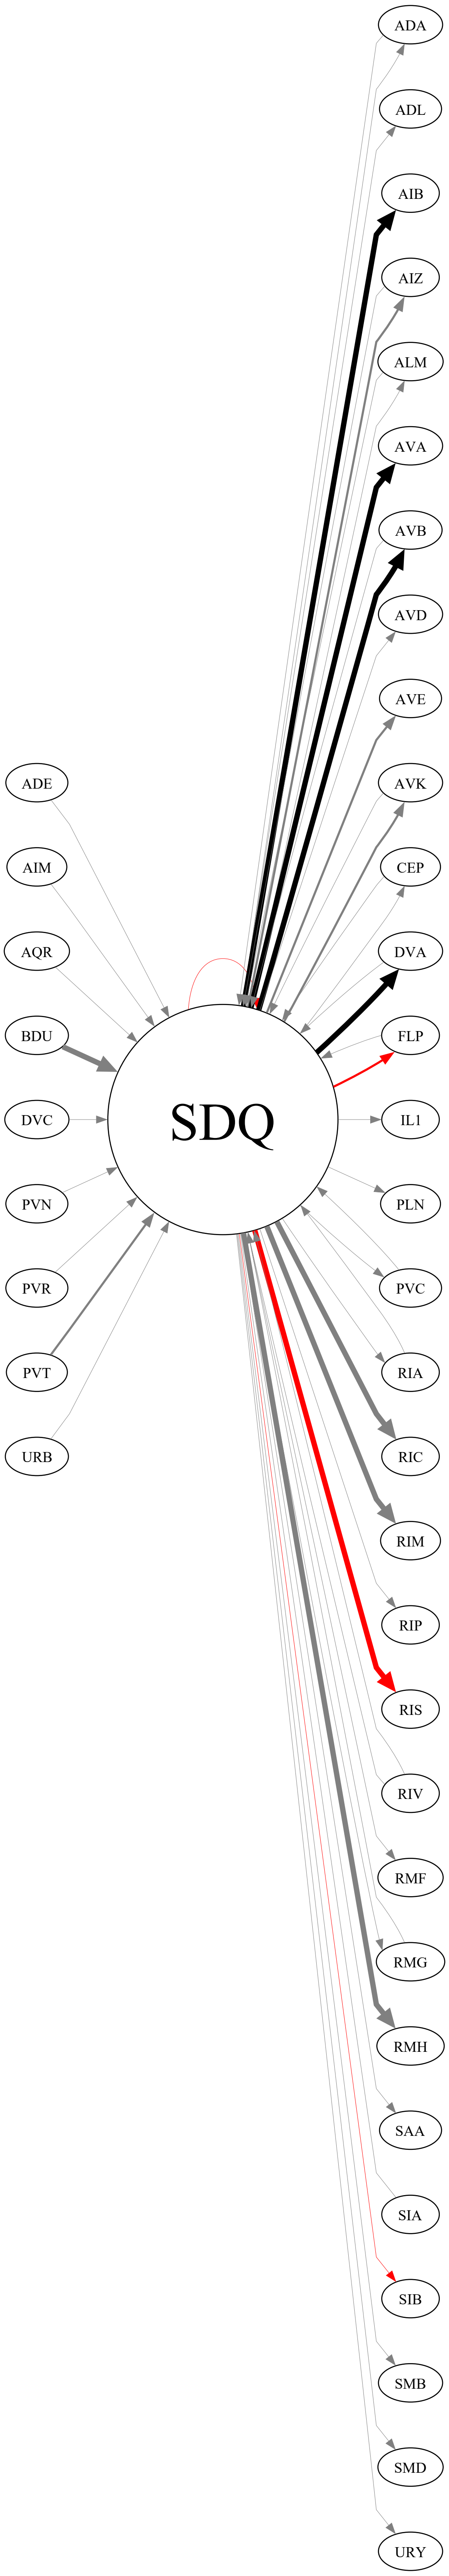 ADA
ADL
AIB
AIZ
ALM
AVA
AVB
AVD
AVE
ADE
AVK
AIM
CEP
AQR
DVA
BDU
FLP
SDQ
DVC
IL1
PVN
PLN
PVR
PVC
PVT
RIA
URB
RIC
RIM
RIP
RIS
RIV
RMF
RMG
RMH
SAA
SIA
SIB
SMB
SMD
URY